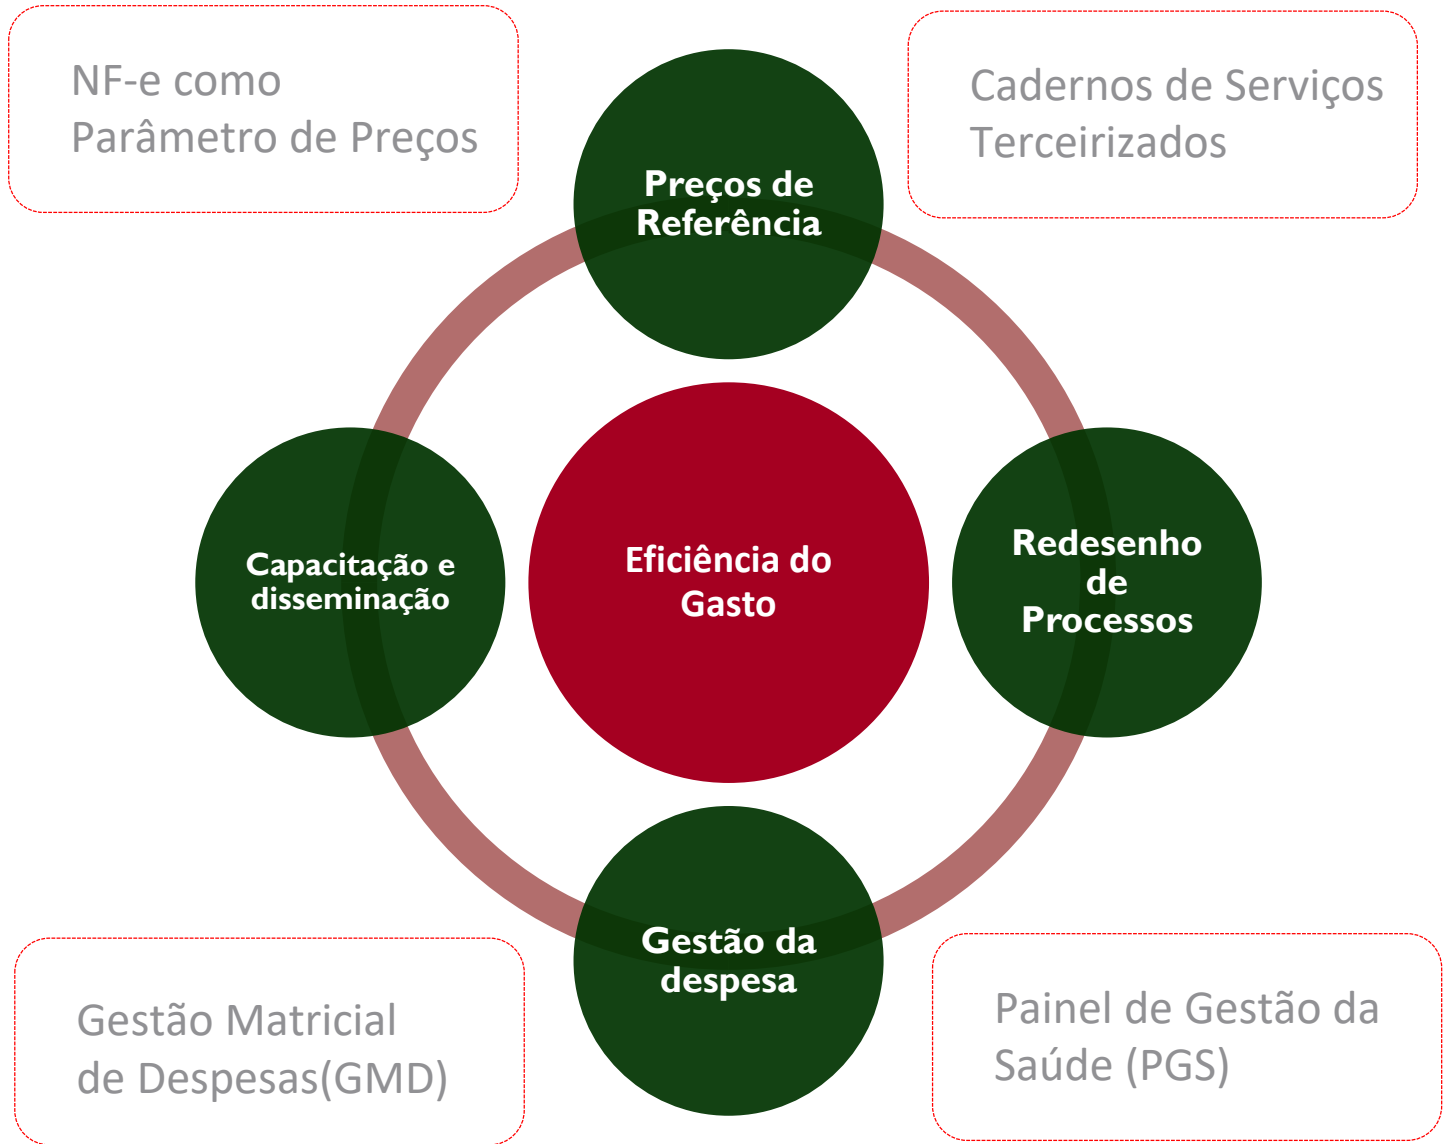 NF-e como
Parâmetro de Preços
Cadernos de Serviços
Terceirizados
Preços de
Referência
Capacitação e
disseminação
Eficiência do
Gasto
Redesenho
de
Processos
Gestão da
despesa
Gestão Matricial
de Despesas(GMD)
Painel de Gestão da
Saúde (PGS)